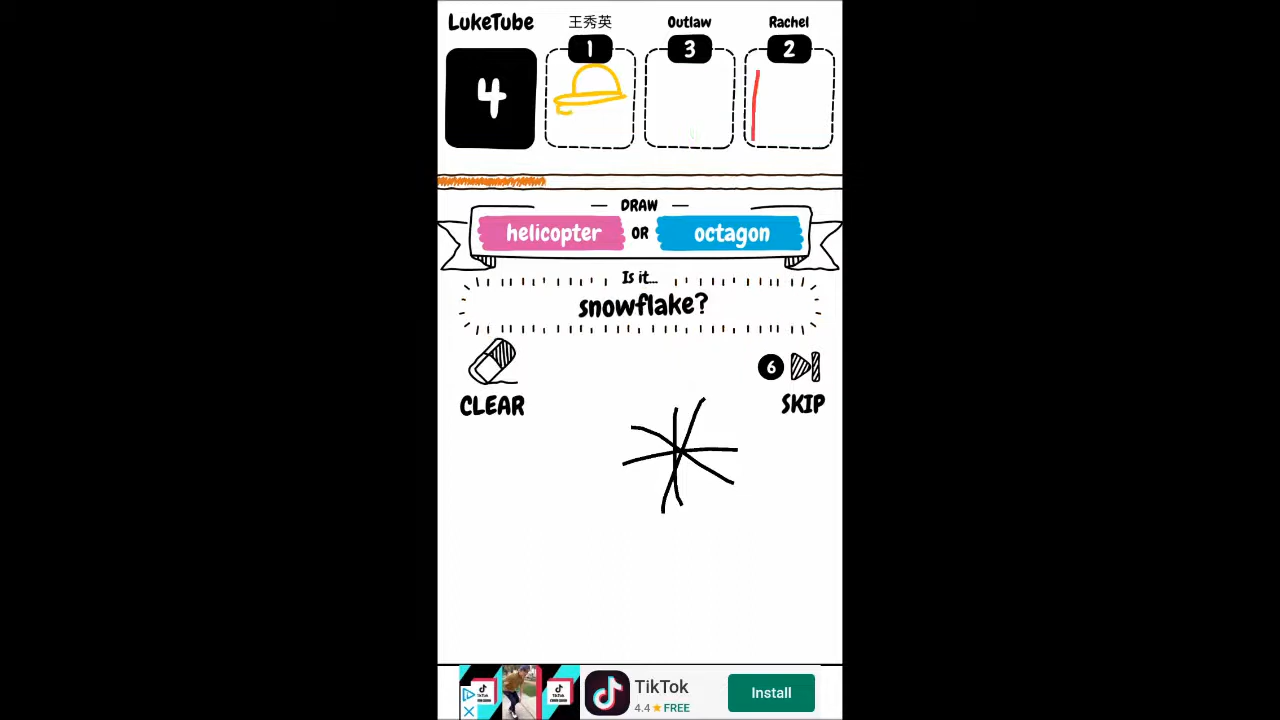 LukeTube 王秀英 Outlaw Rachel
4 1 3 2
DRAW
helicopter OR octagon
Is it...
snowflake?
6
CLEAR SKIP
TikTok
4.4 ★ FREE
Install